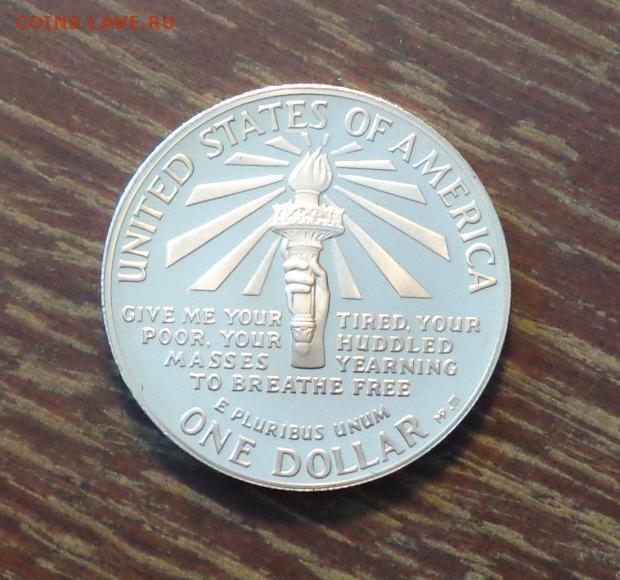 COINS.LAVE.RU
UNITED STATES OF AMERICA
GIVE ME YOUR TIRED, YOUR
POOR, YOUR HUDDLED
MASSES YEARNING
TO BREATHE FREE
E PLURIBUS UNUM
ONE DOLLAR